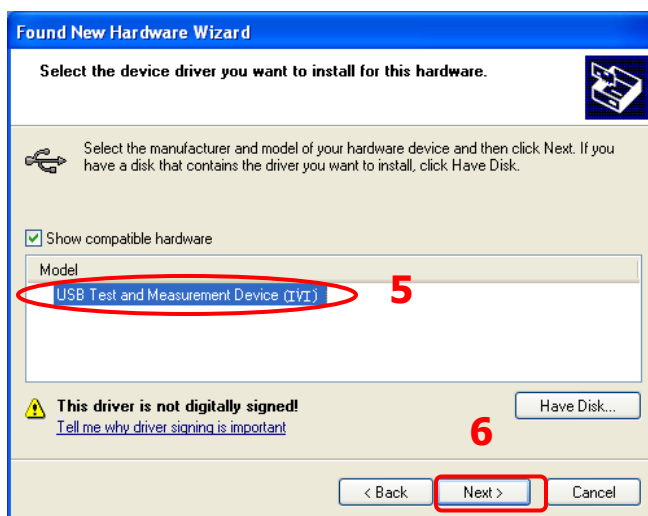 Found New Hardware Wizard
Select the device driver you want to install for this hardware.
Select the manufacturer and model of your hardware device and then click Next. If you
have a disk that contains the driver you want to install, click Have Disk.
Show compatible hardware
Model
USB Test and Measurement Device (IVI)
5
This driver is not digitally signed!
Have Disk...
Tell me why driver signing is important
6
< Back
Next >
Cancel